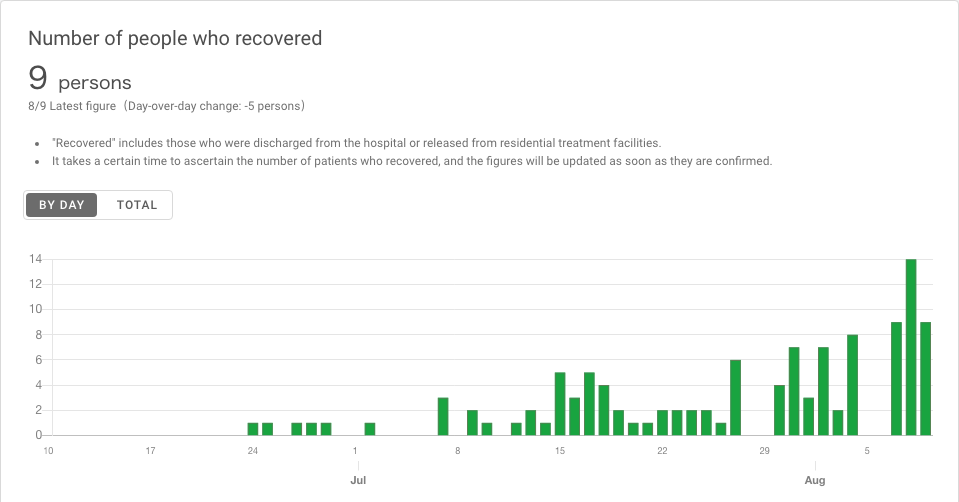 Number of people who recovered
9 persons
8/9 Latest figure（Day-over-day change: -5 persons）
"Recovered" includes those who were discharged from the hospital or released from residential treatment facilities.
It takes a certain time to ascertain the number of patients who recovered, and the figures will be updated as soon as they are confirmed.
BY DAY TOTAL
14
12
10
8
6
4
2
0
10 17 24 1 8 15 22 29 5
Jul Aug